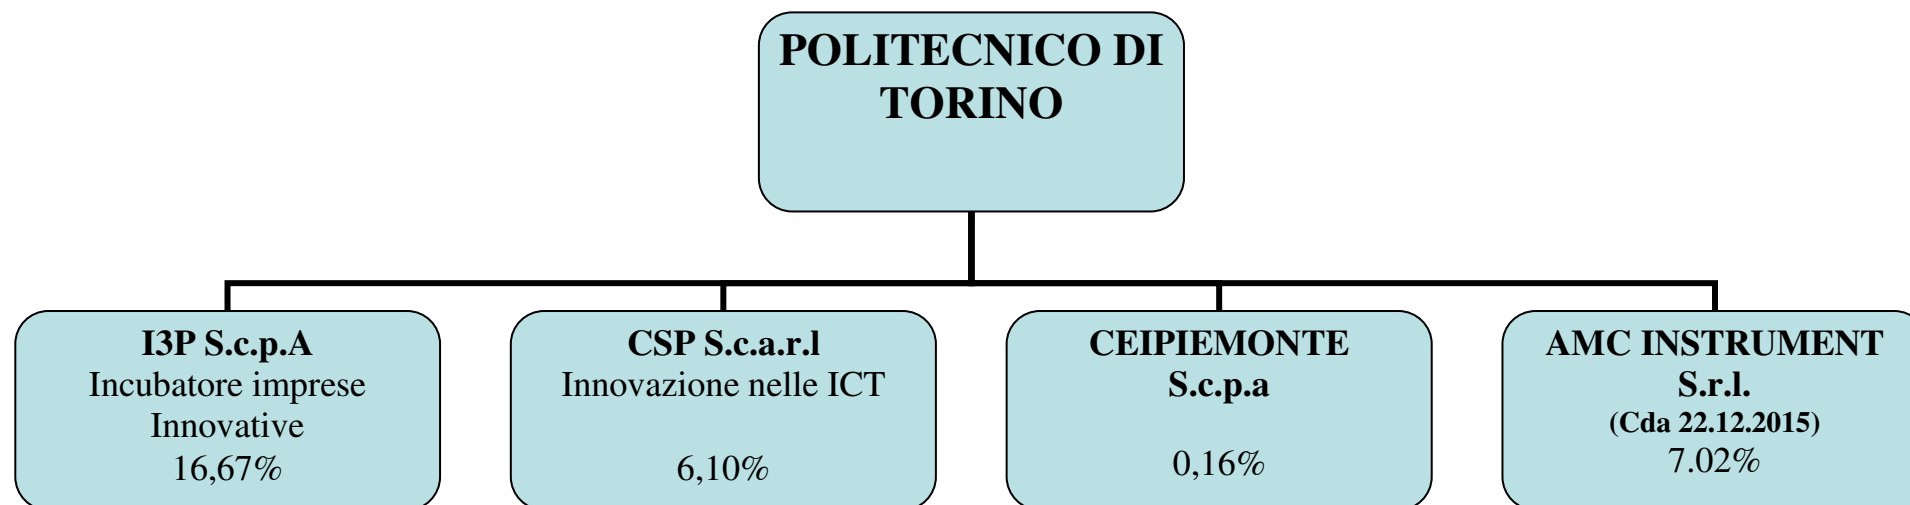 POLITECNICO DI
TORINO
I3P S.c.p.A
Incubatore imprese
Innovative
16,67%
CSP S.c.a.r.l
Innovazione nelle ICT
6,10%
CEIPIEMONTE
S.c.p.a
0,16%
AMC INSTRUMENT
S.r.l.
(Cda 22.12.2015)
7.02%